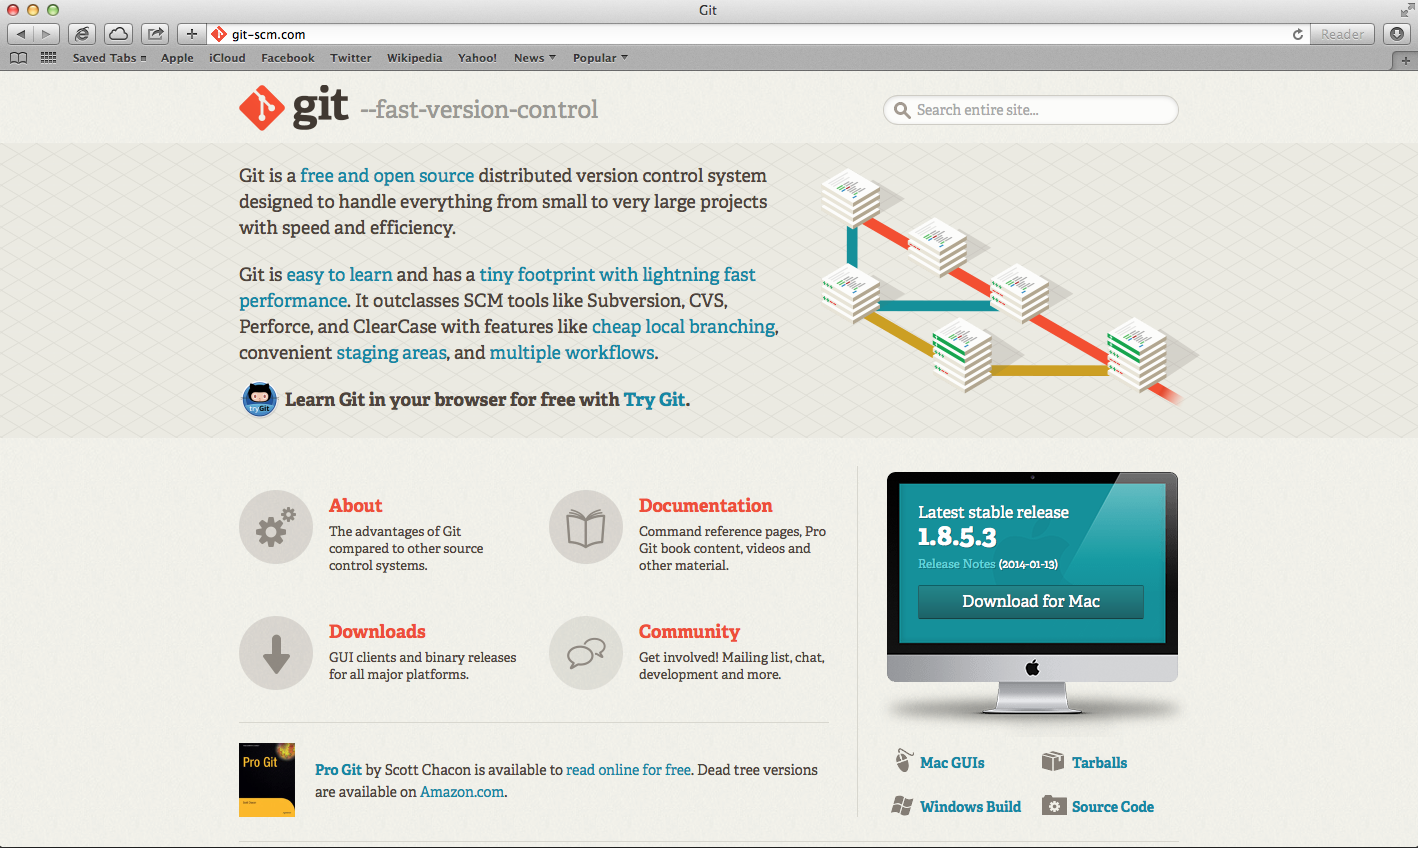 Git
git-scm.com
Reader
Saved Tabs Apple iCloud Facebook Twitter Wikipedia Yahoo! News Popular
git --fast-version-control
Search entire site...
Git is a free and open source distributed version control system
designed to handle everything from small to very large projects
with speed and efficiency.
Git is easy to learn and has a tiny footprint with lightning fast
performance. It outclasses SCM tools like Subversion, CVS,
Perforce, and ClearCase with features like cheap local branching,
convenient staging areas, and multiple workflows.
tryGit
Learn Git in your browser for free with Try Git.
About
The advantages of Git
compared to other source
control systems.
Documentation
Command reference pages, Pro
Git book content, videos and
other material.
Downloads
GUI clients and binary releases
for all major platforms.
Community
Get involved! Mailing list, chat,
development and more.
Latest stable release
1.8.5.3
Release Notes (2014-01-13)
Download for Mac
Pro Git
Pro Git by Scott Chacon is available to read online for free. Dead tree versions
are available on Amazon.com.
Mac GUIs
Tarballs
Windows Build
Source Code